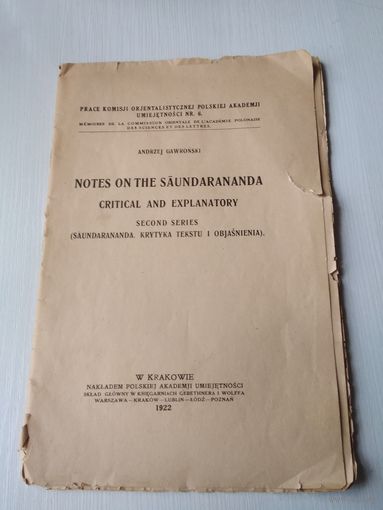 PRACE KOMISJI ORJENTALISTYCZNEJ POLSKIEJ AKADEMJI
UMIEJĘTNOŚCI NR. 6.
MÉMOIRES DE LA COMMISSION ORIENTALE DE L'ACADÉMIE POLONAISE
DES SCIENCES ET DES LETTRES.
ANDRZEJ GAWROŃSKI
NOTES ON THE SĀUNDARANANDA
CRITICAL AND EXPLANATORY
SECOND SERIES
(SĀUNDARANANDA. KRYTYKA TEKSTU I OBJAŚNIENIA).
W KRAKOWIE
NAKŁADEM POLSKIEJ AKADEMJI UMIEJĘTNOŚCI
SKŁAD GŁÓWNY W KSIĘGARNIACH GEBETHNERA I WOLFFA
WARSZAWA—KRAKÓW—LUBLIN—ŁÓDŹ—POZNAŃ
1922